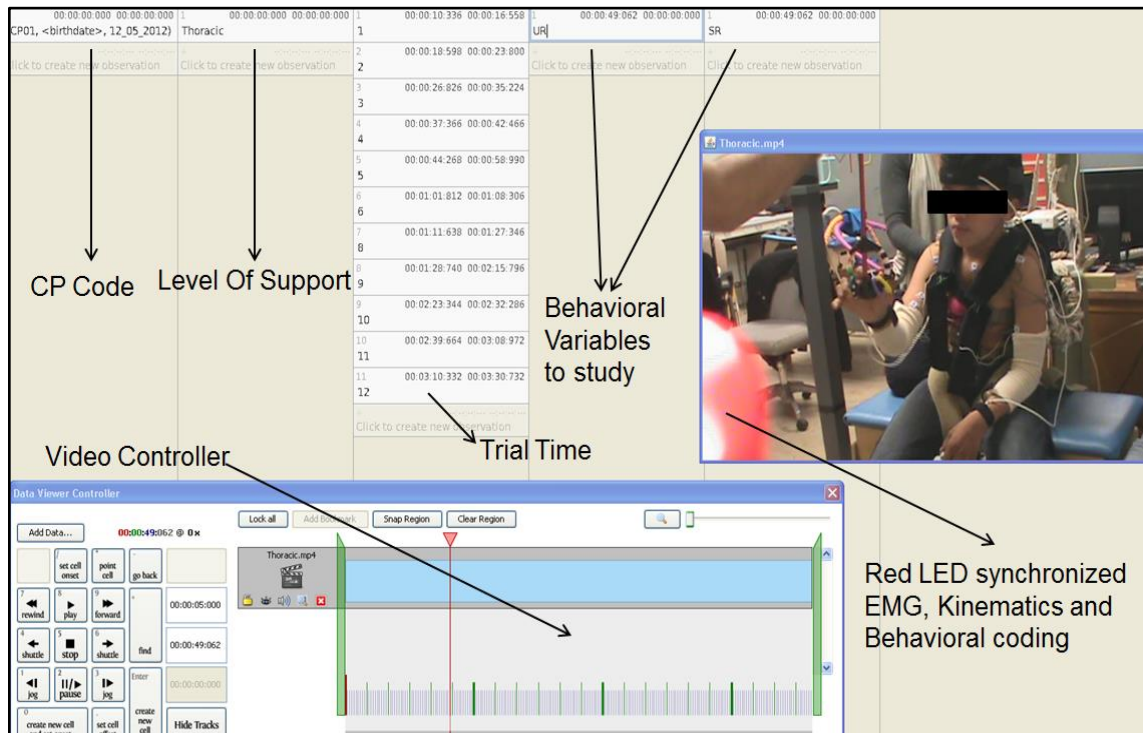 00:00:00:000 00:00:00:000
CP01, <birthdate>, 12_05_2012)
lick to create new observation
1 00:00:00:000 00:00:00:000
Thoracic
Click to create new observation
1 00:00:10:336 00:00:16:558
1
2 00:00:18:598 00:00:23:800
2
3 00:00:26:826 00:00:35:224
3
4 00:00:37:366 00:00:42:466
4
5 00:00:44:268 00:00:58:990
5
6 00:01:01:812 00:01:08:306
6
7 00:01:11:638 00:01:27:346
8
8 00:01:28:740 00:02:15:796
9
9 00:02:23:344 00:02:32:286
10
10 00:02:39:664 00:03:08:972
11
11 00:03:10:332 00:03:30:732
12
Click to create new observation
1 00:00:49:062 00:00:00:000
UR
Click to create new observation
1 00:00:49:062 00:00:00:000
SR
Click to create new observation
Thoracic.mp4
CP Code
Level Of Support
Behavioral
Variables
to study
Trial Time
Video Controller
Red LED synchronized
EMG, Kinematics and
Behavioral coding
Data Viewer Controller
Add Data...
00:00:49:062 @ 0x
Lock all
Add Bookmark
Snap Region
Clear Region
Thoracic.mp4
/ set cell onset
* point cell
- go back
7 rewind
8 play
9 forward
+ find
00:00:05:000
4 shuttle
5 stop
6 shuttle
00:00:49:062
1 jog
2 pause
3 jog
Enter create new cell
00:00:00:000
0 create new cell
set cell
Hide Tracks